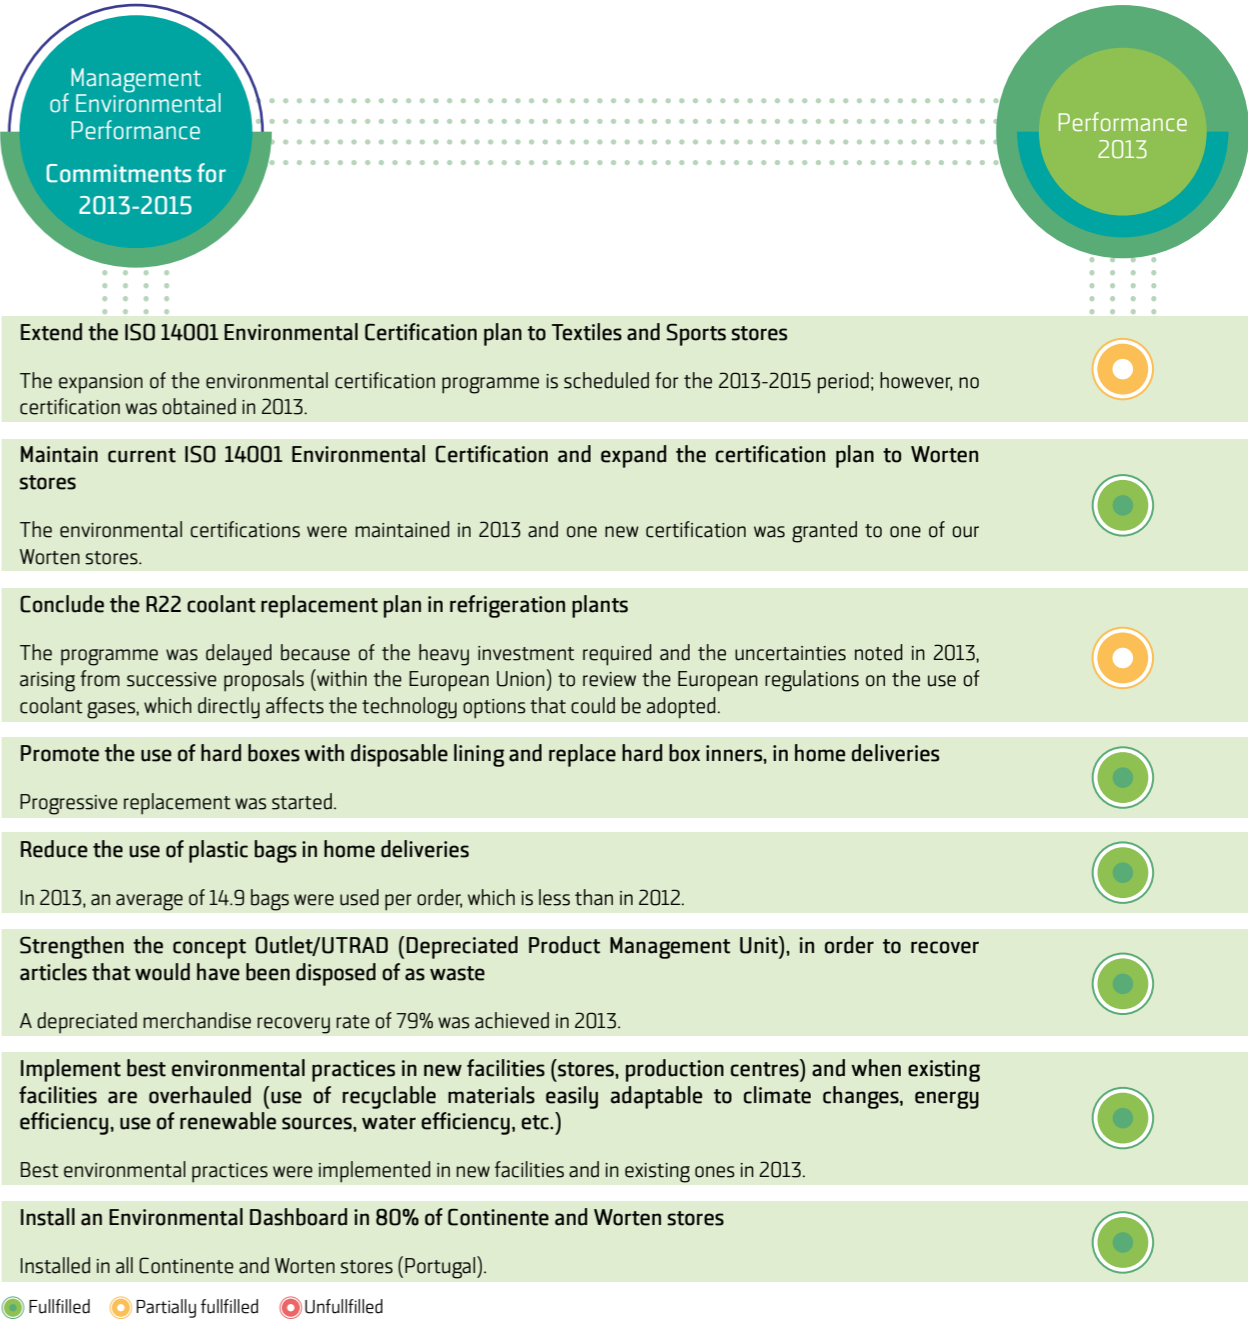 Management
of Environmental
Performance
Commitments for
2013-2015
Performance
2013
Extend the ISO 14001 Environmental Certification plan to Textiles and Sports stores
The expansion of the environmental certification programme is scheduled for the 2013-2015 period; however, no
certification was obtained in 2013.
Maintain current ISO 14001 Environmental Certification and expand the certification plan to Worten
stores
The environmental certifications were maintained in 2013 and one new certification was granted to one of our
Worten stores.
Conclude the R22 coolant replacement plan in refrigeration plants
The programme was delayed because of the heavy investment required and the uncertainties noted in 2013,
arising from successive proposals (within the European Union) to review the European regulations on the use of
coolant gases, which directly affects the technology options that could be adopted.
Promote the use of hard boxes with disposable lining and replace hard box inners, in home deliveries
Progressive replacement was started.
Reduce the use of plastic bags in home deliveries
In 2013, an average of 14.9 bags were used per order, which is less than in 2012.
Strengthen the concept Outlet/UTRAD (Depreciated Product Management Unit), in order to recover
articles that would have been disposed of as waste
A depreciated merchandise recovery rate of 79% was achieved in 2013.
Implement best environmental practices in new facilities (stores, production centres) and when existing
facilities are overhauled (use of recyclable materials easily adaptable to climate changes, energy
efficiency, use of renewable sources, water efficiency, etc.)
Best environmental practices were implemented in new facilities and in existing ones in 2013.
Install an Environmental Dashboard in 80% of Continente and Worten stores
Installed in all Continente and Worten stores (Portugal).
Fullfilled Partially fullfilled Unfullfilled